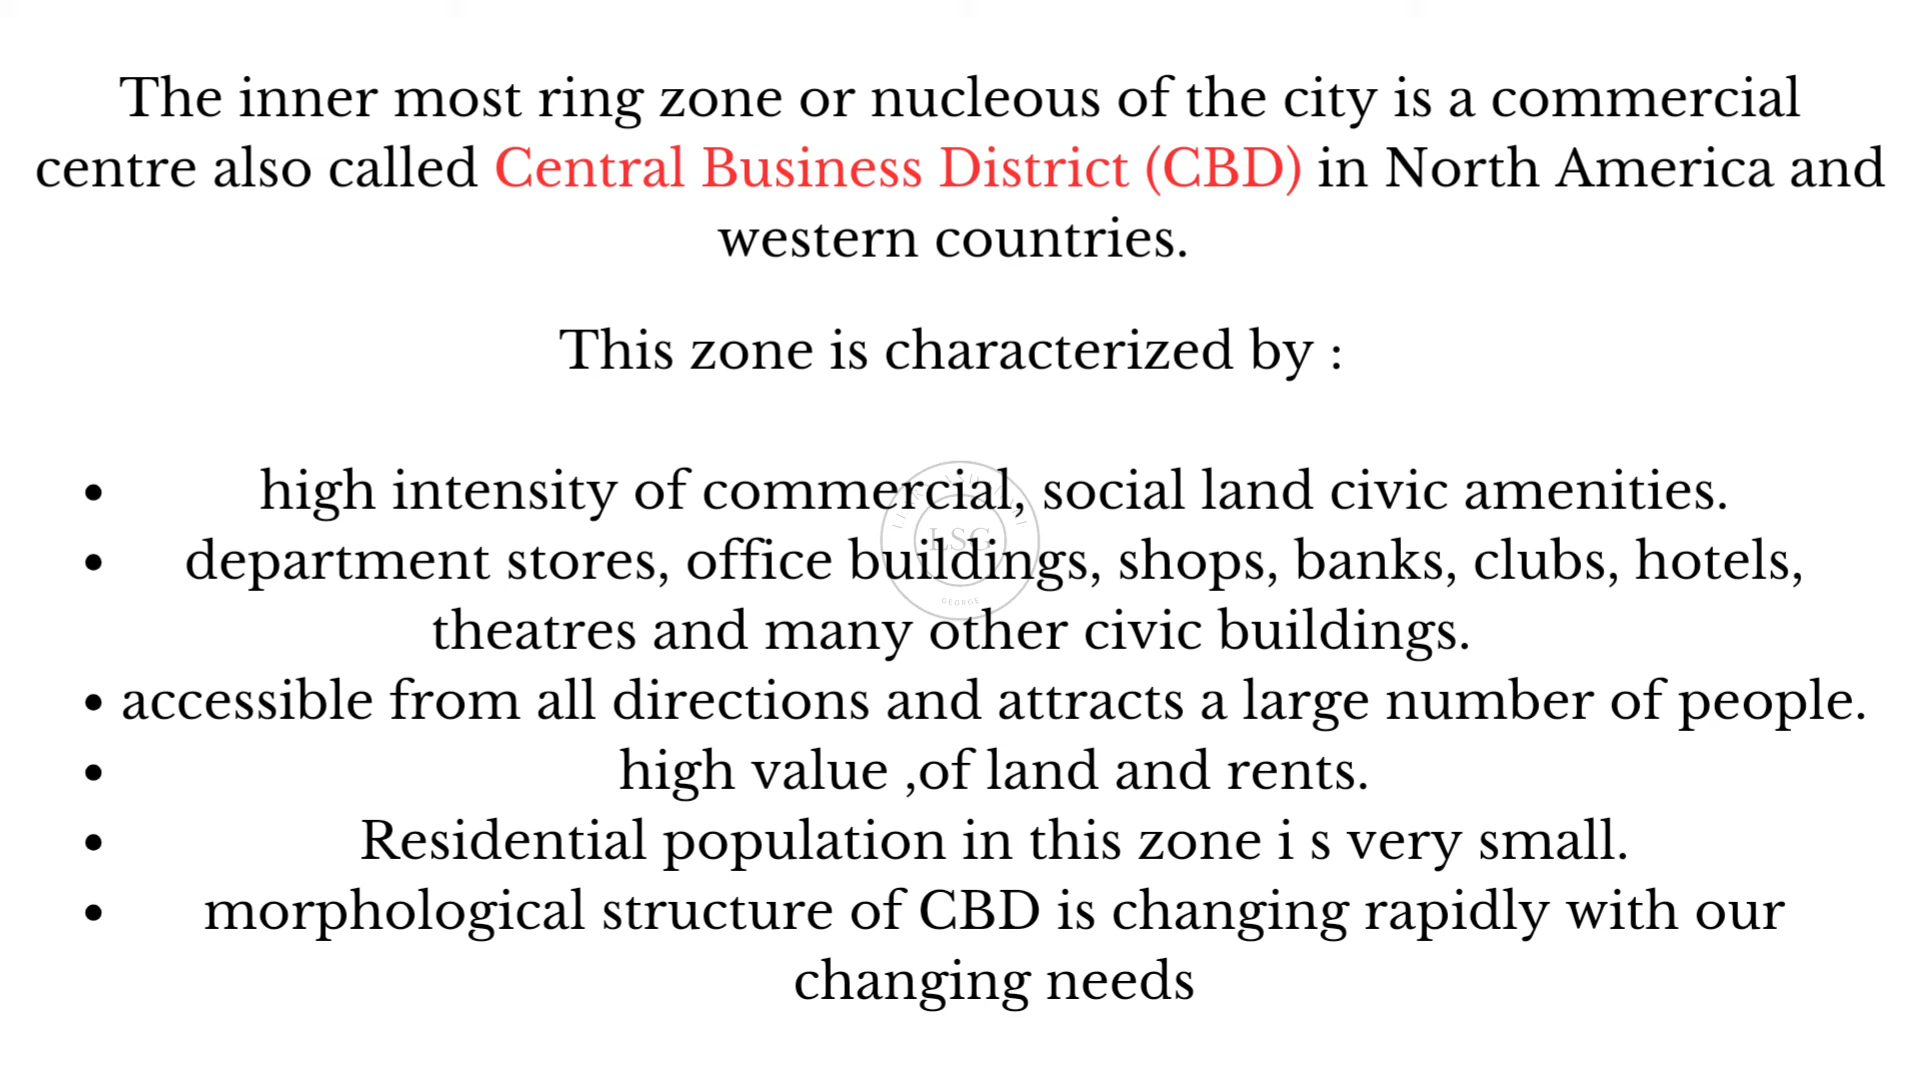 The inner most ring zone or nucleous of the city is a commercial
centre also called Central Business District (CBD) in North America and
western countries.
This zone is characterized by :
• high intensity of commercial, social land civic amenities.
• department stores, office buildings, shops, banks, clubs, hotels,
theatres and many other civic buildings.
• accessible from all directions and attracts a large number of people.
• high value ,of land and rents.
• Residential population in this zone i s very small.
• morphological structure of CBD is changing rapidly with our
changing needs
LSG
GEORGE